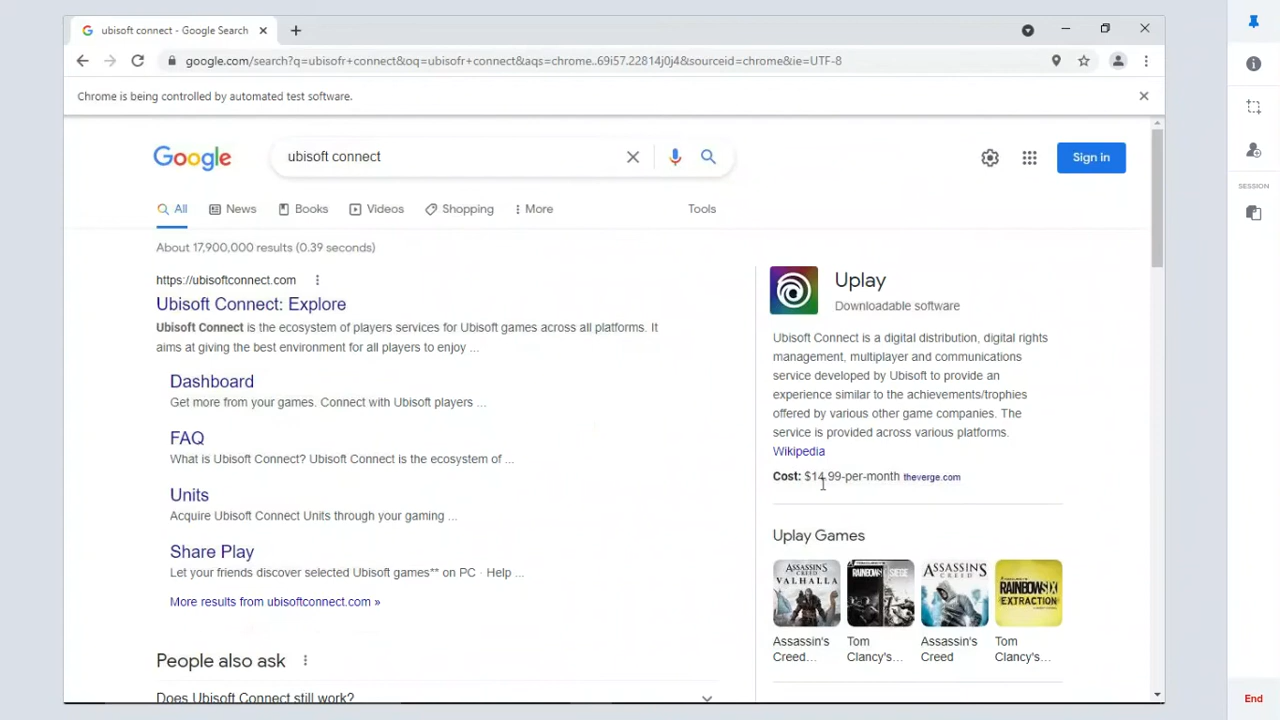 ubisoft connect - Google Search
google.com/search?q=ubisofr+connect&oq=ubisofr+connect&aqs=chrome..69i57.22814j0j4&sourceid=chrome&ie=UTF-8
Chrome is being controlled by automated test software.
Google
ubisoft connect
Sign in
All
News
Books
Videos
Shopping
More
Tools
About 17,900,000 results (0.39 seconds)
https://ubisoftconnect.com
Ubisoft Connect: Explore
Ubisoft Connect is the ecosystem of players services for Ubisoft games across all platforms. It
aims at giving the best environment for all players to enjoy ...
Dashboard
Get more from your games. Connect with Ubisoft players ...
FAQ
What is Ubisoft Connect? Ubisoft Connect is the ecosystem of ...
Units
Acquire Ubisoft Connect Units through your gaming ...
Share Play
Let your friends discover selected Ubisoft games** on PC · Help ...
More results from ubisoftconnect.com »
People also ask
Does Ubisoft Connect still work?
Uplay
Downloadable software
Ubisoft Connect is a digital distribution, digital rights
management, multiplayer and communications
service developed by Ubisoft to provide an
experience similar to the achievements/trophies
offered by various other game companies. The
service is provided across various platforms.
Wikipedia
Cost: $14.99-per-month theverge.com
Uplay Games
ASSASSIN'S
CREED
VALHALLA
RAINBOW SIX
SIEGE
ASSASSIN'S
CREED
RAINBOW SIX
EXTRACTION
Assassin's
Creed...
Tom
Clancy's...
Assassin's
Creed
Tom
Clancy's...
SESSION
End